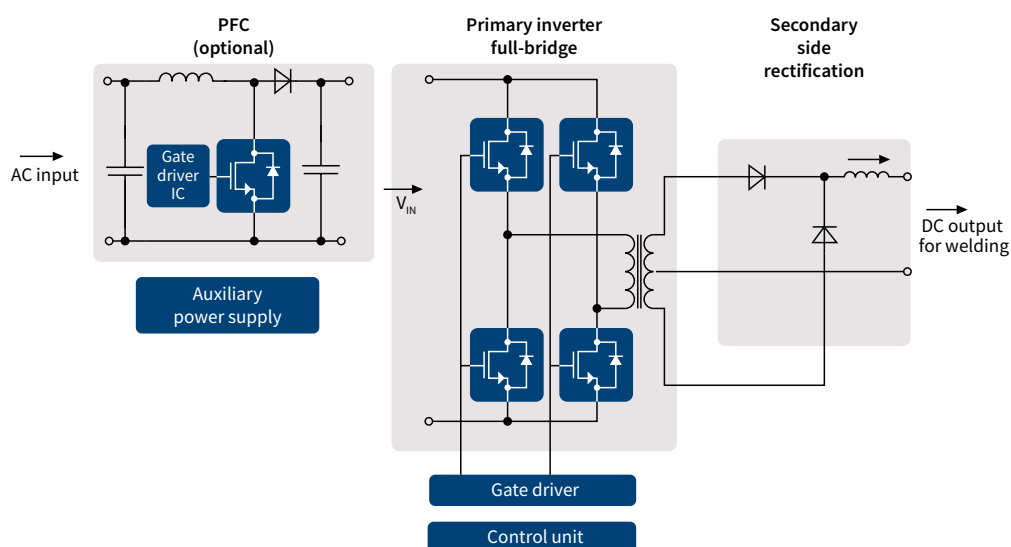 PFC
(optional)
Primary inverter
full-bridge
Secondary
side
rectification
AC input
Gate
driver
IC
V_IN
DC output
for welding
Auxiliary
power supply
Gate driver
Control unit